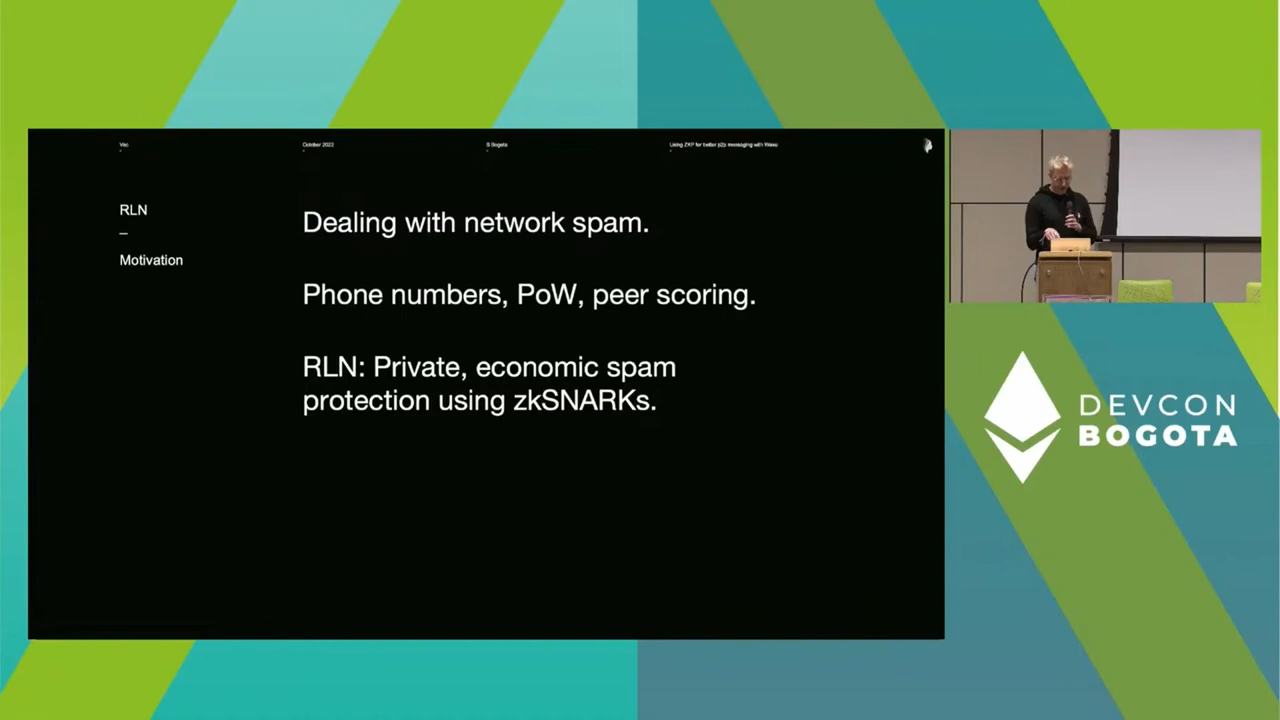 Vac
October 2022
Bogota
Using ZKP for better p2p messaging with Waku
RLN
–
Motivation
Dealing with network spam.
Phone numbers, PoW, peer scoring.
RLN: Private, economic spam
protection using zkSNARKs.
DEVCON
BOGOTA